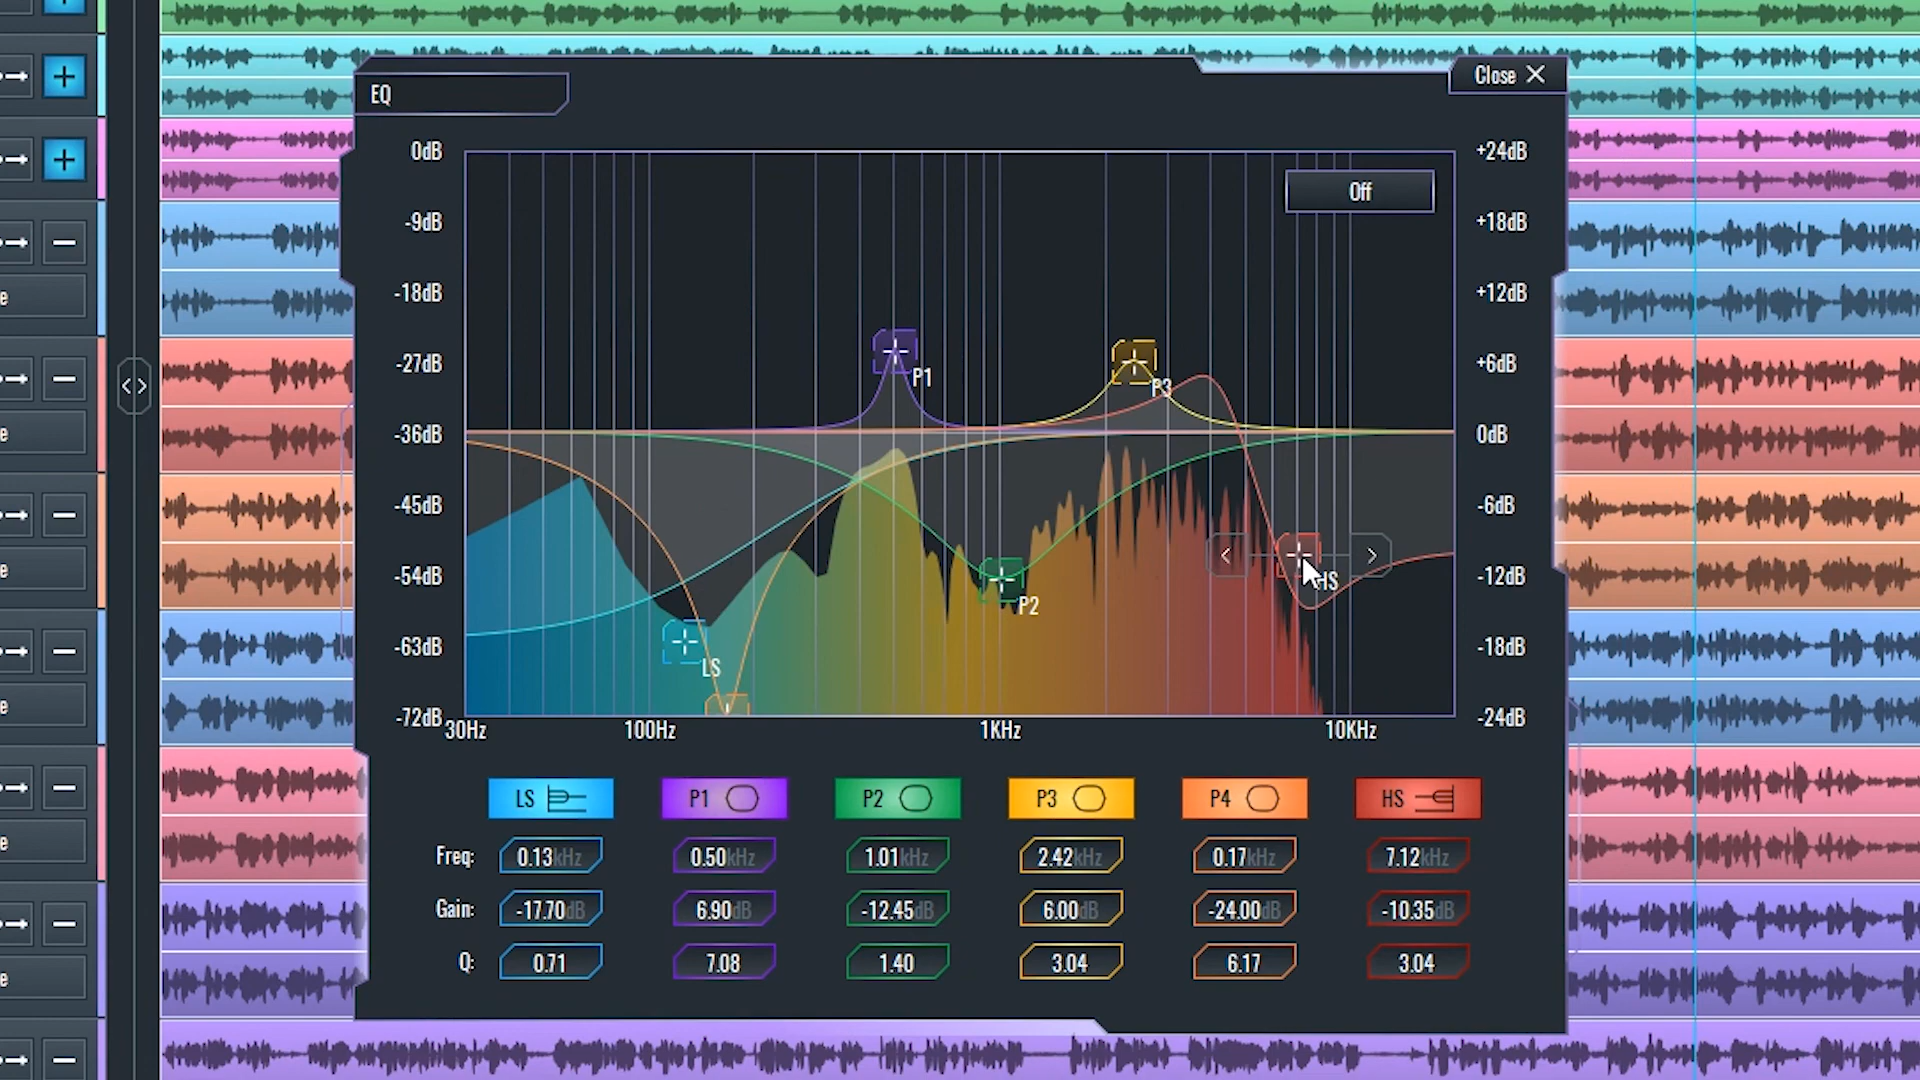 EQ
Close
0dB
+24dB
Off
-9dB
+18dB
-18dB
+12dB
-27dB
+6dB
P1
P3
-36dB
0dB
-45dB
-6dB
-54dB
-12dB
HS
P2
-63dB
-18dB
LS
-72dB
-24dB
30Hz 100Hz 1KHz 10KHz
LS P1 P2 P3 P4 HS
Freq: 0.13kHz 0.50kHz 1.01kHz 2.42kHz 0.17kHz 7.12kHz
Gain: -17.70dB 6.90dB -12.45dB 6.00dB -24.00dB -10.35dB
Q: 0.71 7.08 1.40 3.04 6.17 3.04